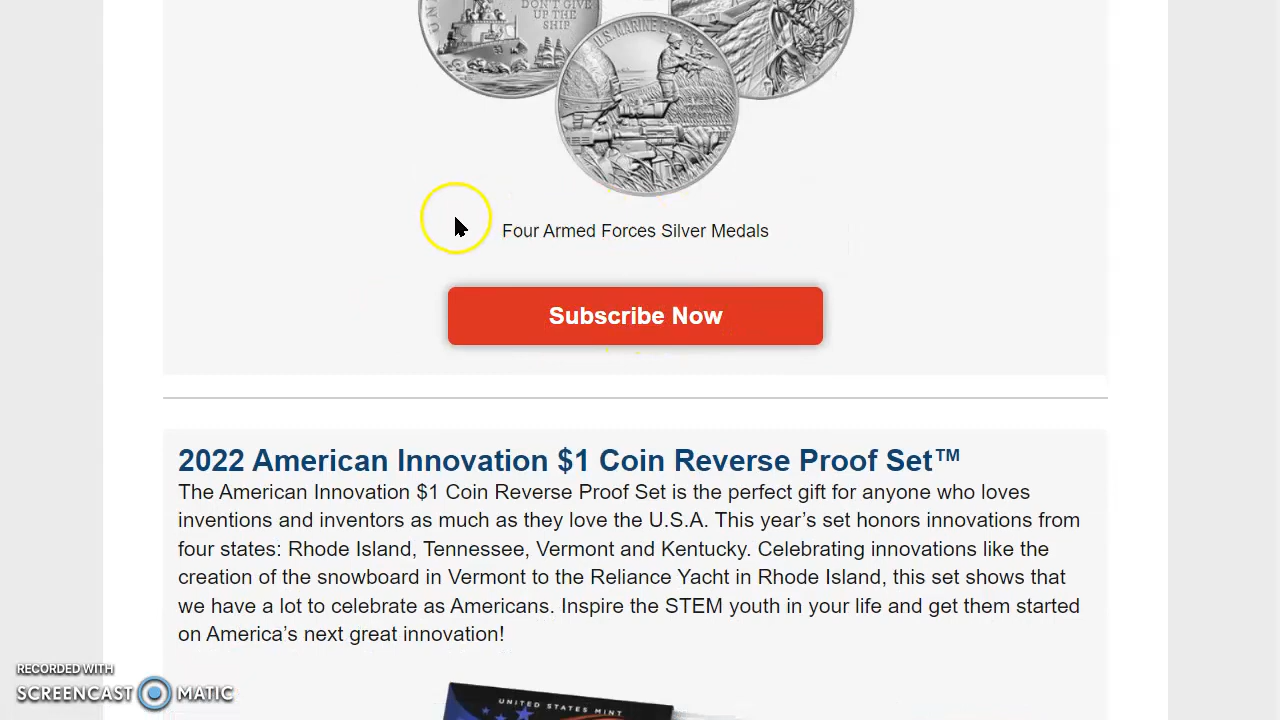 DON'T GIVE
UP THE
SHIP
U.S. MARINE
Four Armed Forces Silver Medals
Subscribe Now
2022 American Innovation $1 Coin Reverse Proof Set™
The American Innovation $1 Coin Reverse Proof Set is the perfect gift for anyone who loves
inventions and inventors as much as they love the U.S.A. This year’s set honors innovations from
four states: Rhode Island, Tennessee, Vermont and Kentucky. Celebrating innovations like the
creation of the snowboard in Vermont to the Reliance Yacht in Rhode Island, this set shows that
we have a lot to celebrate as Americans. Inspire the STEM youth in your life and get them started
on America’s next great innovation!
UNITED STATES MINT
RECORDED WITH
SCREENCAST MATIC